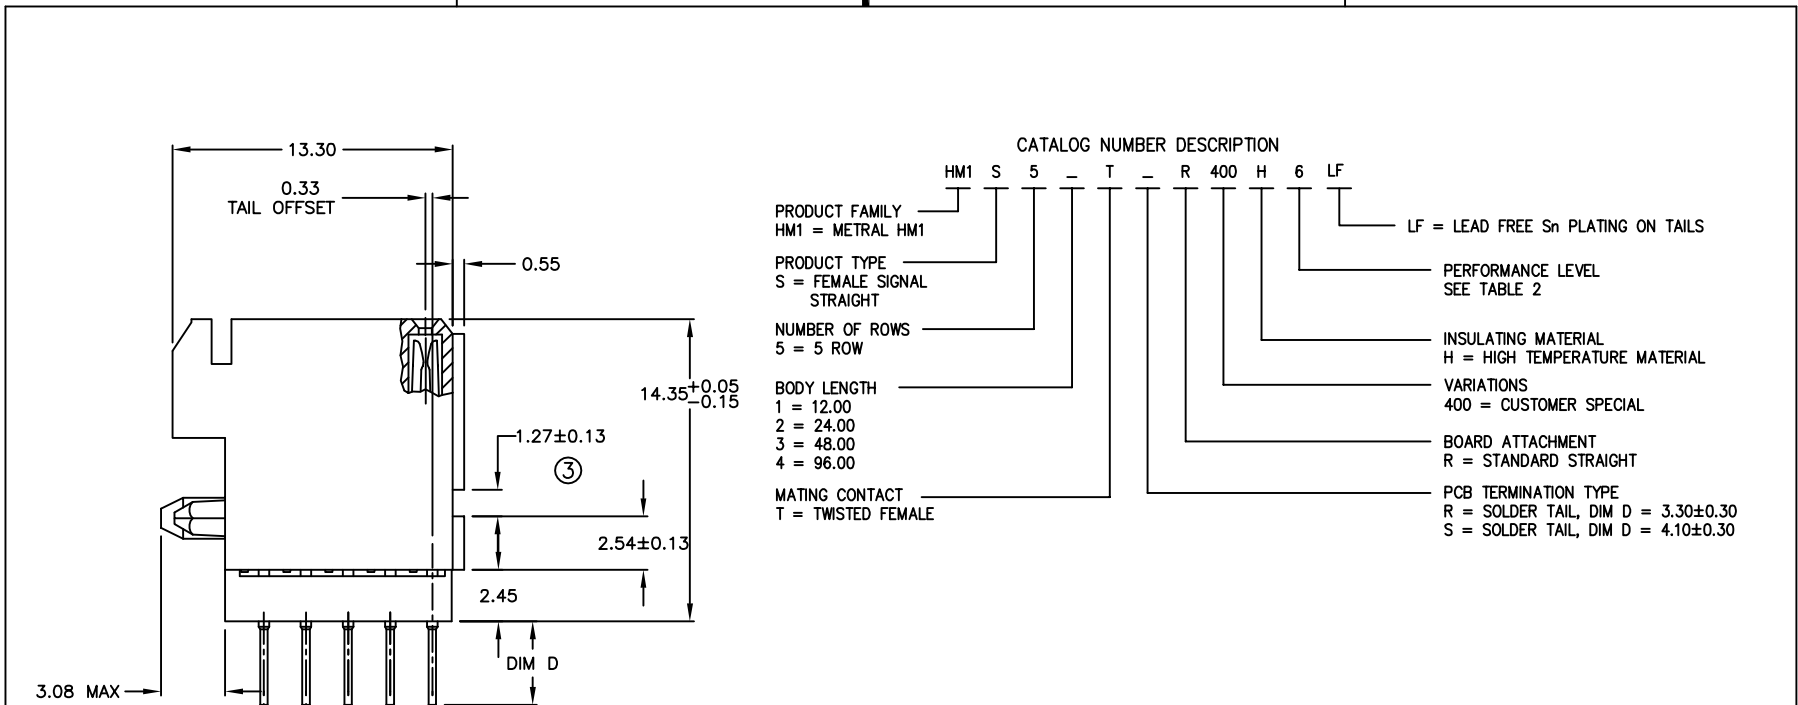 13.30
0.33
TAIL OFFSET
0.55
14.35 +0.05
-0.15
1.27±0.13
3
2.54±0.13
2.45
DIM D
3.08 MAX
CATALOG NUMBER DESCRIPTION
HM1 S 5 _ T _ R 400 H 6 LF
PRODUCT FAMILY
HM1 = METRAL HM1
PRODUCT TYPE
S = FEMALE SIGNAL
STRAIGHT
NUMBER OF ROWS
5 = 5 ROW
BODY LENGTH
1 = 12.00
2 = 24.00
3 = 48.00
4 = 96.00
MATING CONTACT
T = TWISTED FEMALE
LF = LEAD FREE Sn PLATING ON TAILS
PERFORMANCE LEVEL
SEE TABLE 2
INSULATING MATERIAL
H = HIGH TEMPERATURE MATERIAL
VARIATIONS
400 = CUSTOMER SPECIAL
BOARD ATTACHMENT
R = STANDARD STRAIGHT
PCB TERMINATION TYPE
R = SOLDER TAIL, DIM D = 3.30±0.30
S = SOLDER TAIL, DIM D = 4.10±0.30